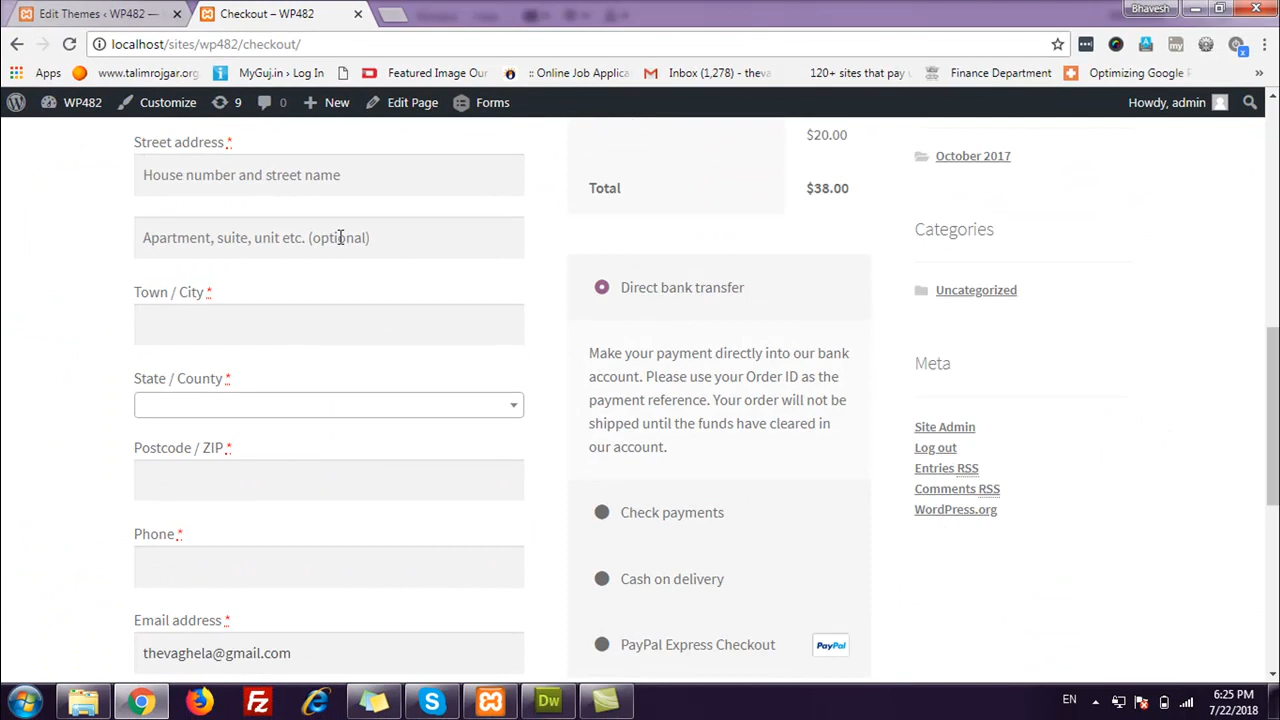 Edit Themes ‹ WP482 —
Checkout – WP482
Bhavesh
localhost/sites/wp482/checkout/
Apps
www.talimrojgar.org
MyGuj.in › Log In
Featured Image Our
:: Online Job Applica
Inbox (1,278) - theva
120+ sites that pay
Finance Department
Optimizing Google
»
WP482
Customize
9
0
New
Edit Page
Forms
Howdy, admin
Street address *
House number and street name
Apartment, suite, unit etc. (optional)
Town / City *
State / County *
Postcode / ZIP *
Phone *
Email address *
thevaghela@gmail.com
$20.00
Total
$38.00
Direct bank transfer
Make your payment directly into our bank
account. Please use your Order ID as the
payment reference. Your order will not be
shipped until the funds have cleared in
our account.
Check payments
Cash on delivery
PayPal Express Checkout
PayPal
October 2017
Categories
Uncategorized
Meta
Site Admin
Log out
Entries RSS
Comments RSS
WordPress.org
EN
6:25 PM
7/22/2018
Dw